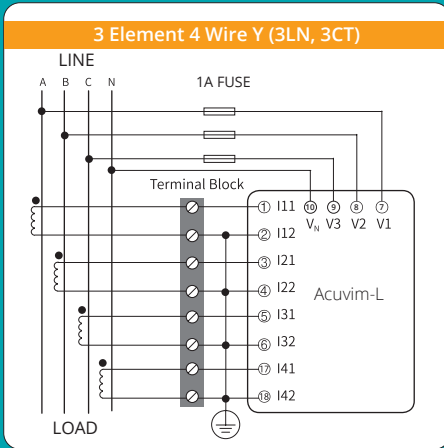 3 Element 4 Wire Y (3LN, 3CT)
LINE
A B C N 1A FUSE
Terminal Block
1 I11 10 9 8 7
VN V3 V2 V1
2 I12
3 I21
4 I22 Acuvim-L
5 I31
6 I32
17 I41
18 I42
LOAD